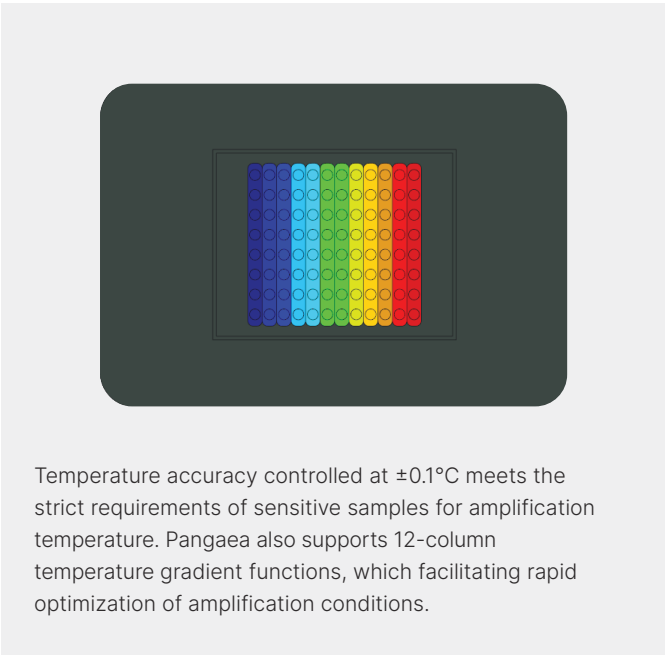 Temperature accuracy controlled at ±0.1°C meets the
strict requirements of sensitive samples for amplification
temperature. Pangaea also supports 12-column
temperature gradient functions, which facilitating rapid
optimization of amplification conditions.